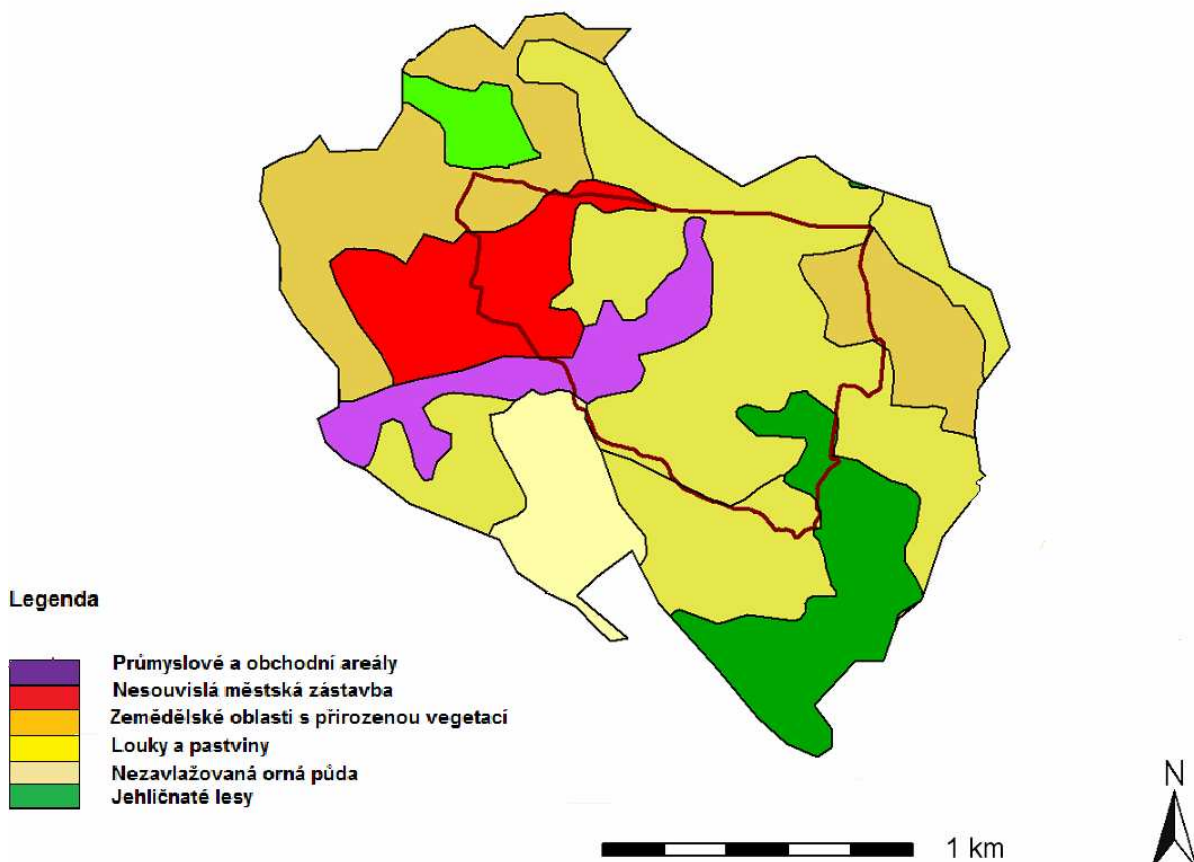 Legenda
Průmyslové a obchodní areály
Nesouvislá městská zástavba
Zemědělské oblasti s přirozenou vegetací
Louky a pastviny
Nezavlažovaná orná půda
Jehličnaté lesy
1 km
N